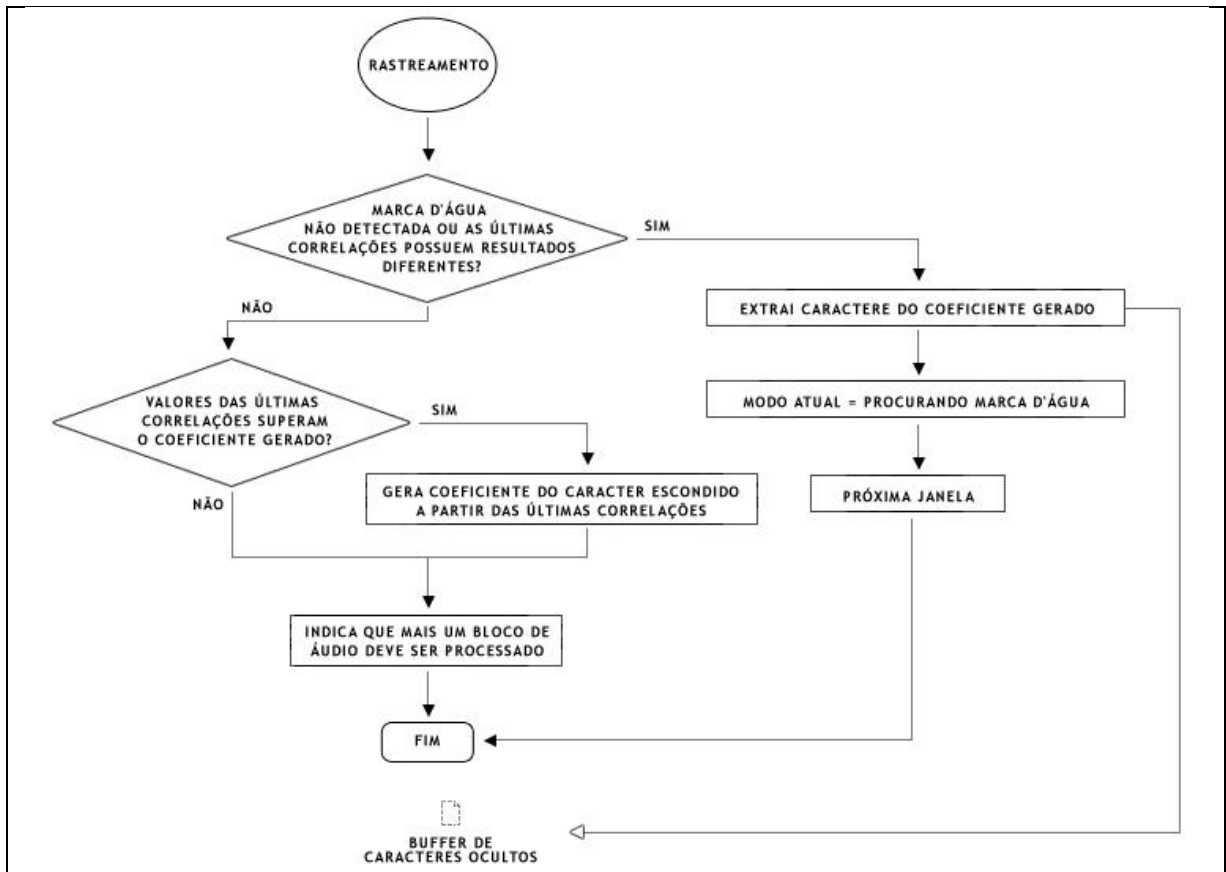 RASTREAMENTO
MARCA D'ÁGUA
NÃO DETECTADA OU AS ÚLTIMAS
CORRELAÇÕES POSSUEM RESULTADOS
DIFERENTES?
SIM
NÃO
EXTRAI CARACTERE DO COEFICIENTE GERADO
VALORES DAS ÚLTIMAS
CORRELAÇÕES SUPERAM
O COEFICIENTE GERADO?
SIM
NÃO
MODO ATUAL = PROCURANDO MARCA D'ÁGUA
GERA COEFICIENTE DO CARACTER ESCONDIDO
A PARTIR DAS ÚLTIMAS CORRELAÇÕES
PRÓXIMA JANELA
INDICA QUE MAIS UM BLOCO DE
ÁUDIO DEVE SER PROCESSADO
FIM
BUFFER DE
CARACTERES OCULTOS